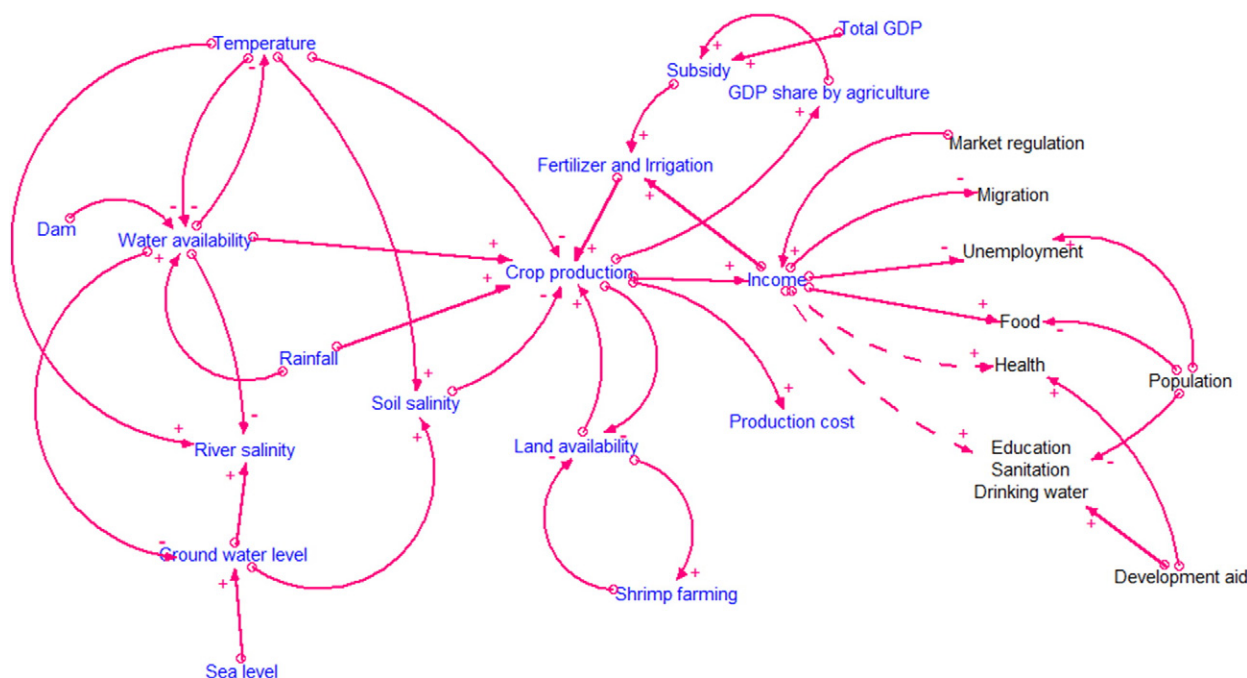 Total GDP
Temperature
Subsidy
GDP share by agriculture
Market regulation
Fertilizer and Irrigation
Migration
Dam
Water availability
Unemployment
Crop production
Income
Food
Rainfall
Health
Population
Soil salinity
Production cost
River salinity
Land availability
Education
Sanitation
Drinking water
Ground water level
Development aid
Shrimp farming
Sea level